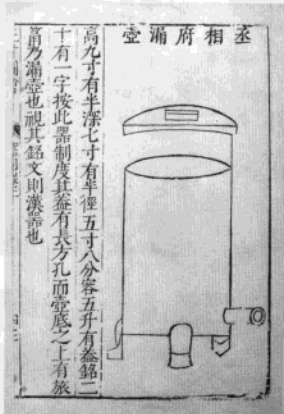 丞相府漏壺
高九寸有半深七寸有半徑五寸八分容五升有蓋銘二
十有一字按此器制度其蓋有長方孔而壺底之上有旅
筩乃漏壺也視其銘文則漢器也